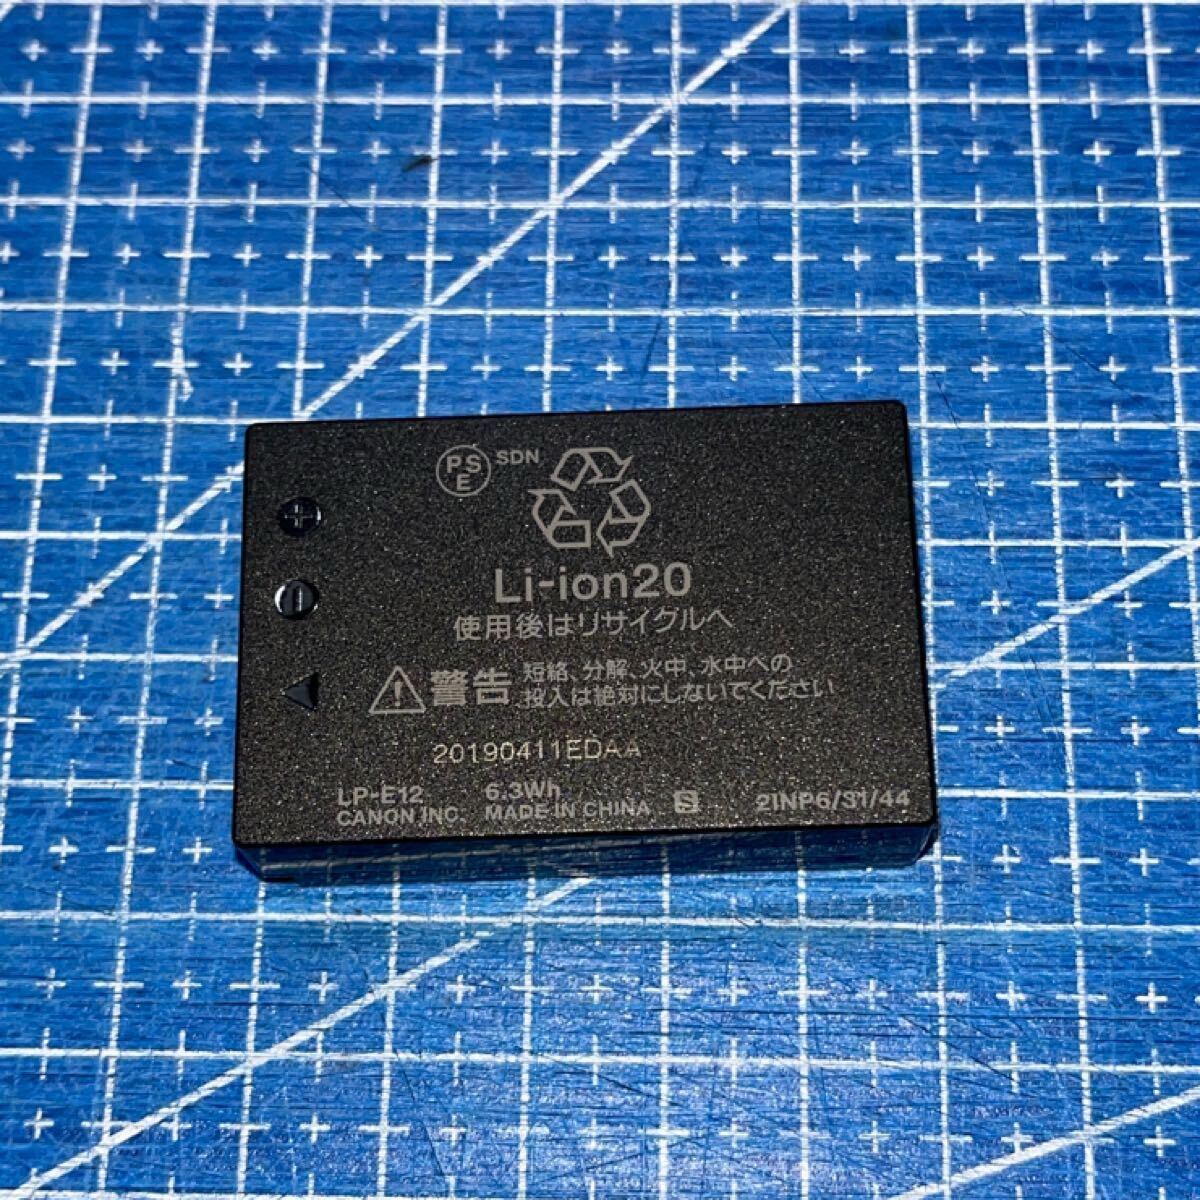 PS
E
SDN
Li-ion20
使用後はリサイクルへ
警告 短絡、分解、火中、水中への
投入は絶対にしないでください
20190411EDAA
LP-E12 6.3Wh
CANON INC. MADE IN CHINA S 2INP6/31/44